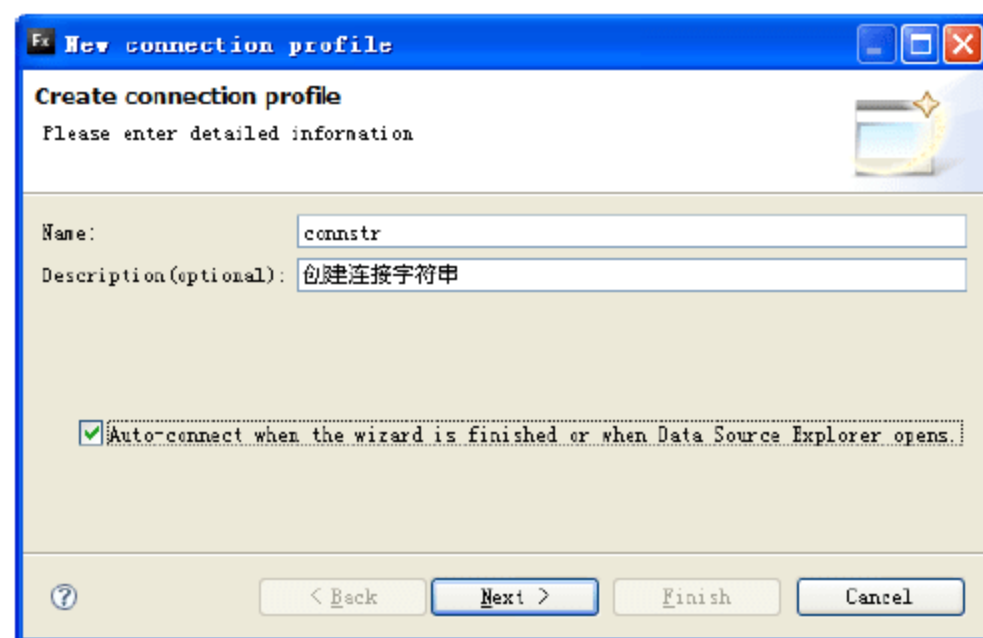 Fx New connection profile
Create connection profile
Please enter detailed information
Name: connstr
Description(optional): 创建连接字符串
Auto-connect when the wizard is finished or when Data Source Explorer opens.
? < Back Next > Finish Cancel